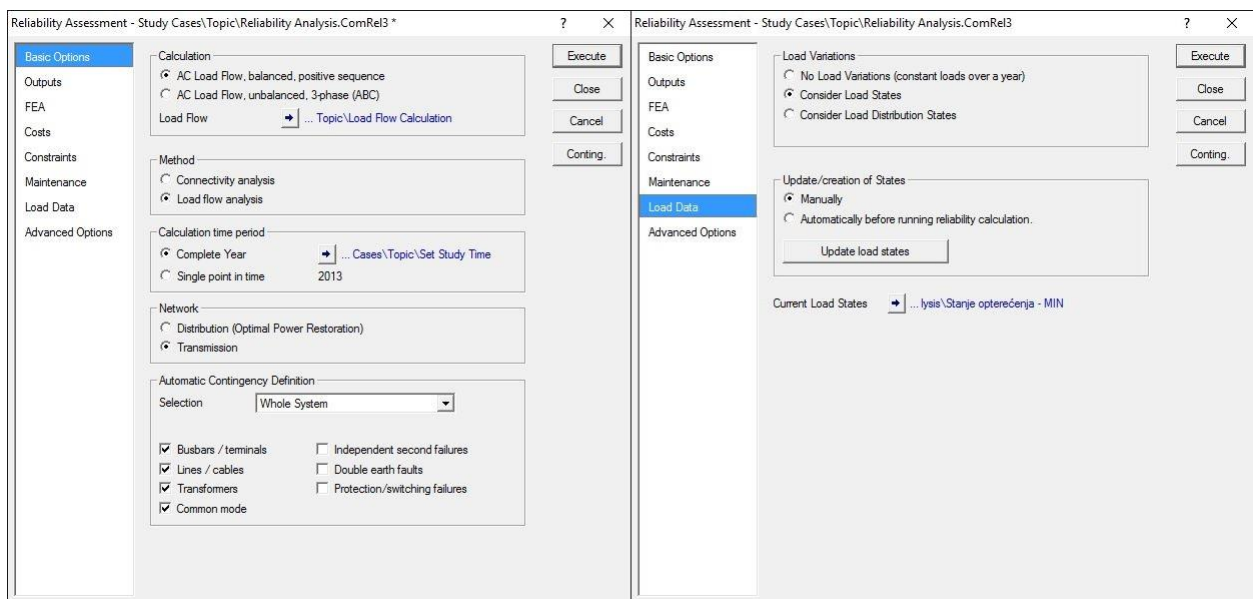 Reliability Assessment - Study Cases\Topic\Reliability Analysis.ComRel3 *
?
Basic Options
Outputs
FEA
Costs
Constraints
Maintenance
Load Data
Advanced Options
Calculation
AC Load Flow, balanced, positive sequence
AC Load Flow, unbalanced, 3-phase (ABC)
Load Flow ... Topic\Load Flow Calculation
Method
Connectivity analysis
Load flow analysis
Calculation time period
Complete Year ... Cases\Topic\Set Study Time
Single point in time 2013
Network
Distribution (Optimal Power Restoration)
Transmission
Automatic Contingency Definition
Selection Whole System
Busbars / terminals Independent second failures
Lines / cables Double earth faults
Transformers Protection/switching failures
Common mode
Execute
Close
Cancel
Conting.
Reliability Assessment - Study Cases\Topic\Reliability Analysis.ComRel3
?
Basic Options
Outputs
FEA
Costs
Constraints
Maintenance
Load Data
Advanced Options
Load Variations
No Load Variations (constant loads over a year)
Consider Load States
Consider Load Distribution States
Update/creation of States
Manually
Automatically before running reliability calculation.
Update load states
Current Load States ... lysis\Stanje opterećenja - MIN
Execute
Close
Cancel
Conting.